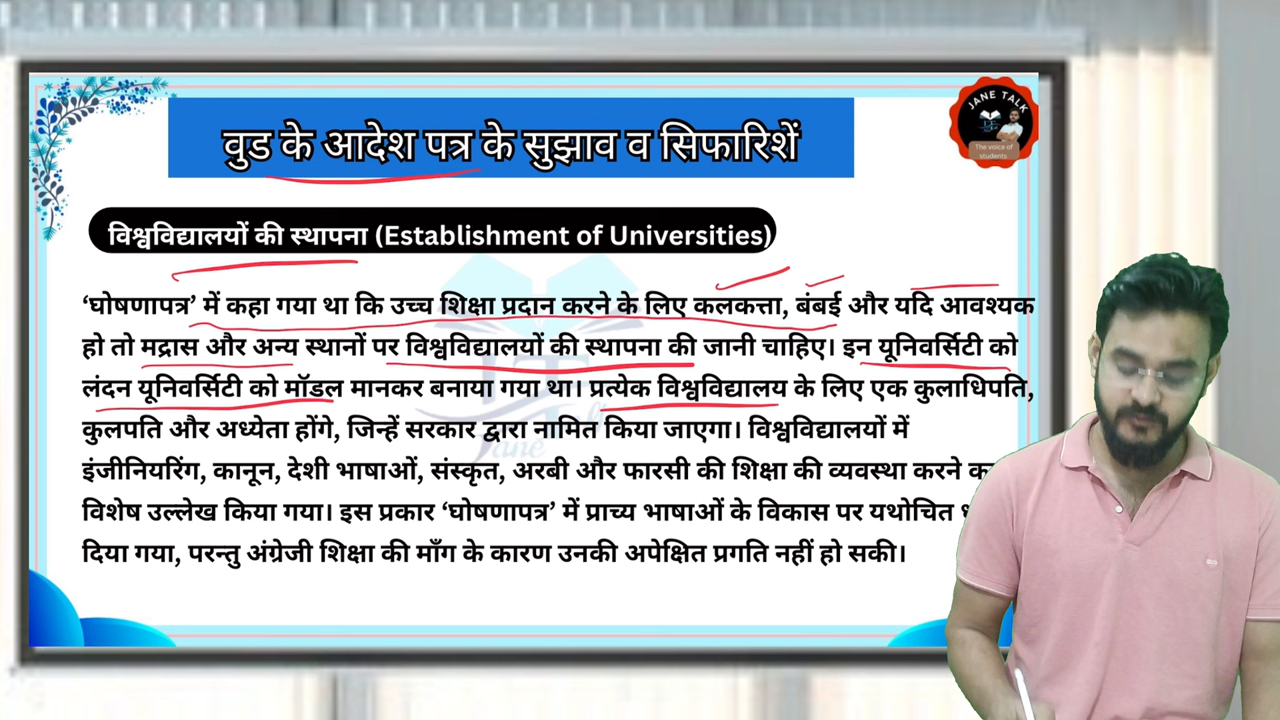 वुड के आदेश पत्र के सुझाव व सिफारिशें
JANE TALK
The voice of
students
विश्वविद्यालयों की स्थापना (Establishment of Universities)
‘घोषणापत्र’ में कहा गया था कि उच्च शिक्षा प्रदान करने के लिए कलकत्ता, बंबई और यदि आवश्यक
हो तो मद्रास और अन्य स्थानों पर विश्वविद्यालयों की स्थापना की जानी चाहिए। इन यूनिवर्सिटी को
लंदन यूनिवर्सिटी को मॉडल मानकर बनाया गया था। प्रत्येक विश्वविद्यालय के लिए एक कुलाधिपति,
कुलपति और अध्येता होंगे, जिन्हें सरकार द्वारा नामित किया जाएगा। विश्वविद्यालयों में
इंजीनियरिंग, कानून, देशी भाषाओं, संस्कृत, अरबी और फारसी की शिक्षा की व्यवस्था करने
विशेष उल्लेख किया गया। इस प्रकार ‘घोषणापत्र’ में प्राच्य भाषाओं के विकास पर यथोचित
दिया गया, परन्तु अंग्रेजी शिक्षा की माँग के कारण उनकी अपेक्षित प्रगति नहीं हो सकी।